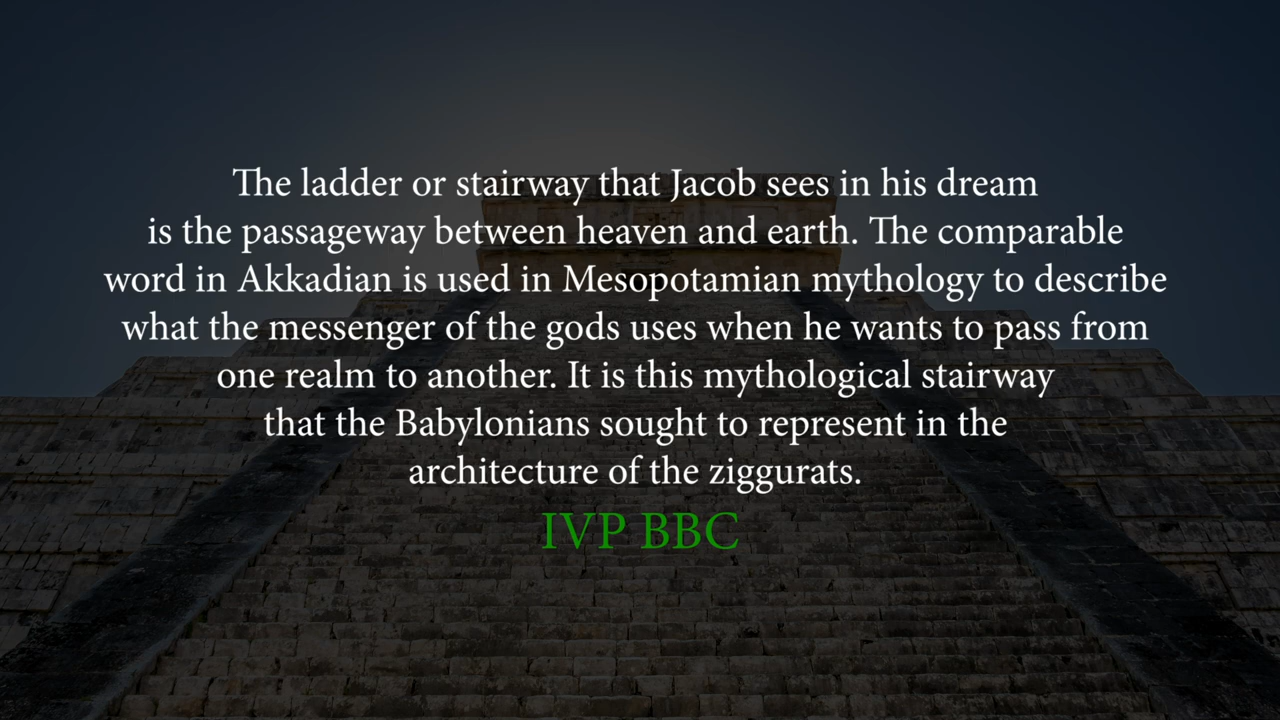 The ladder or stairway that Jacob sees in his dream
is the passageway between heaven and earth. The comparable
word in Akkadian is used in Mesopotamian mythology to describe
what the messenger of the gods uses when he wants to pass from
one realm to another. It is this mythological stairway
that the Babylonians sought to represent in the
architecture of the ziggurats.
IVP BBC